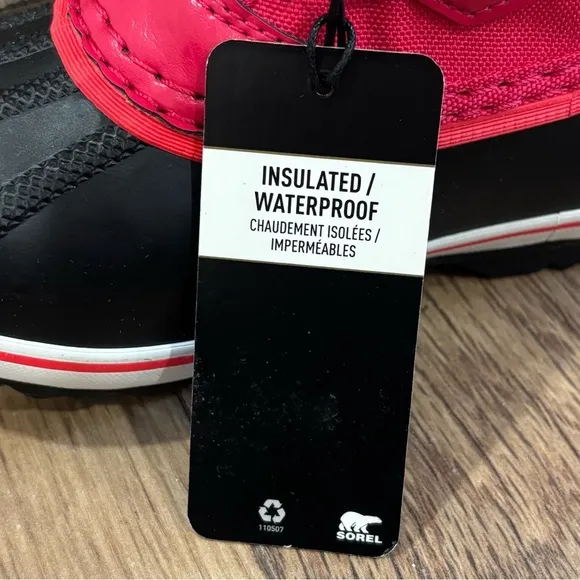 INSULATED /
WATERPROOF
CHAUDEMENT ISOLÉES /
IMPERMÉABLES
110507
SOREL